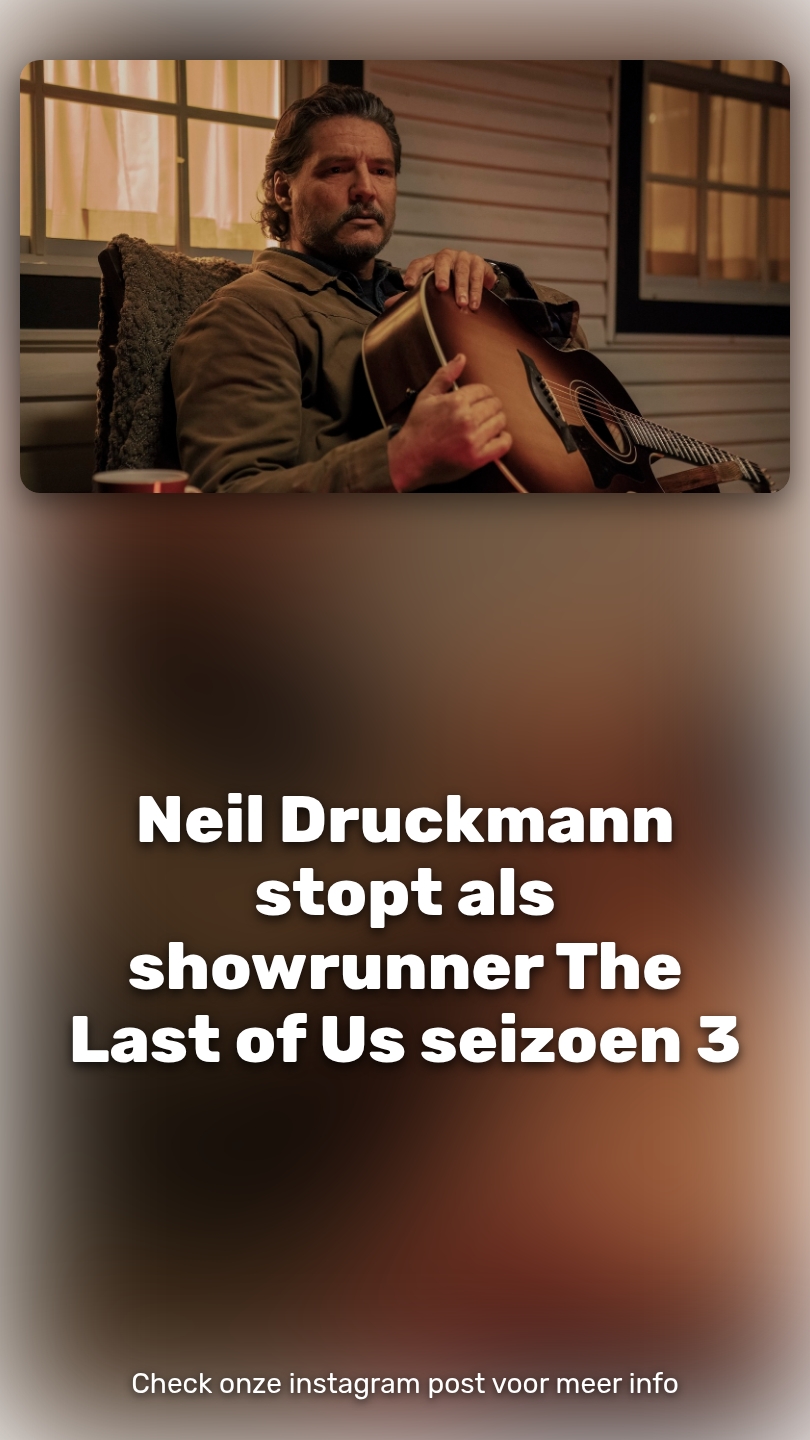 Neil Druckmann
stopt als
showrunner The
Last of Us seizoen 3
Check onze instagram post voor meer info